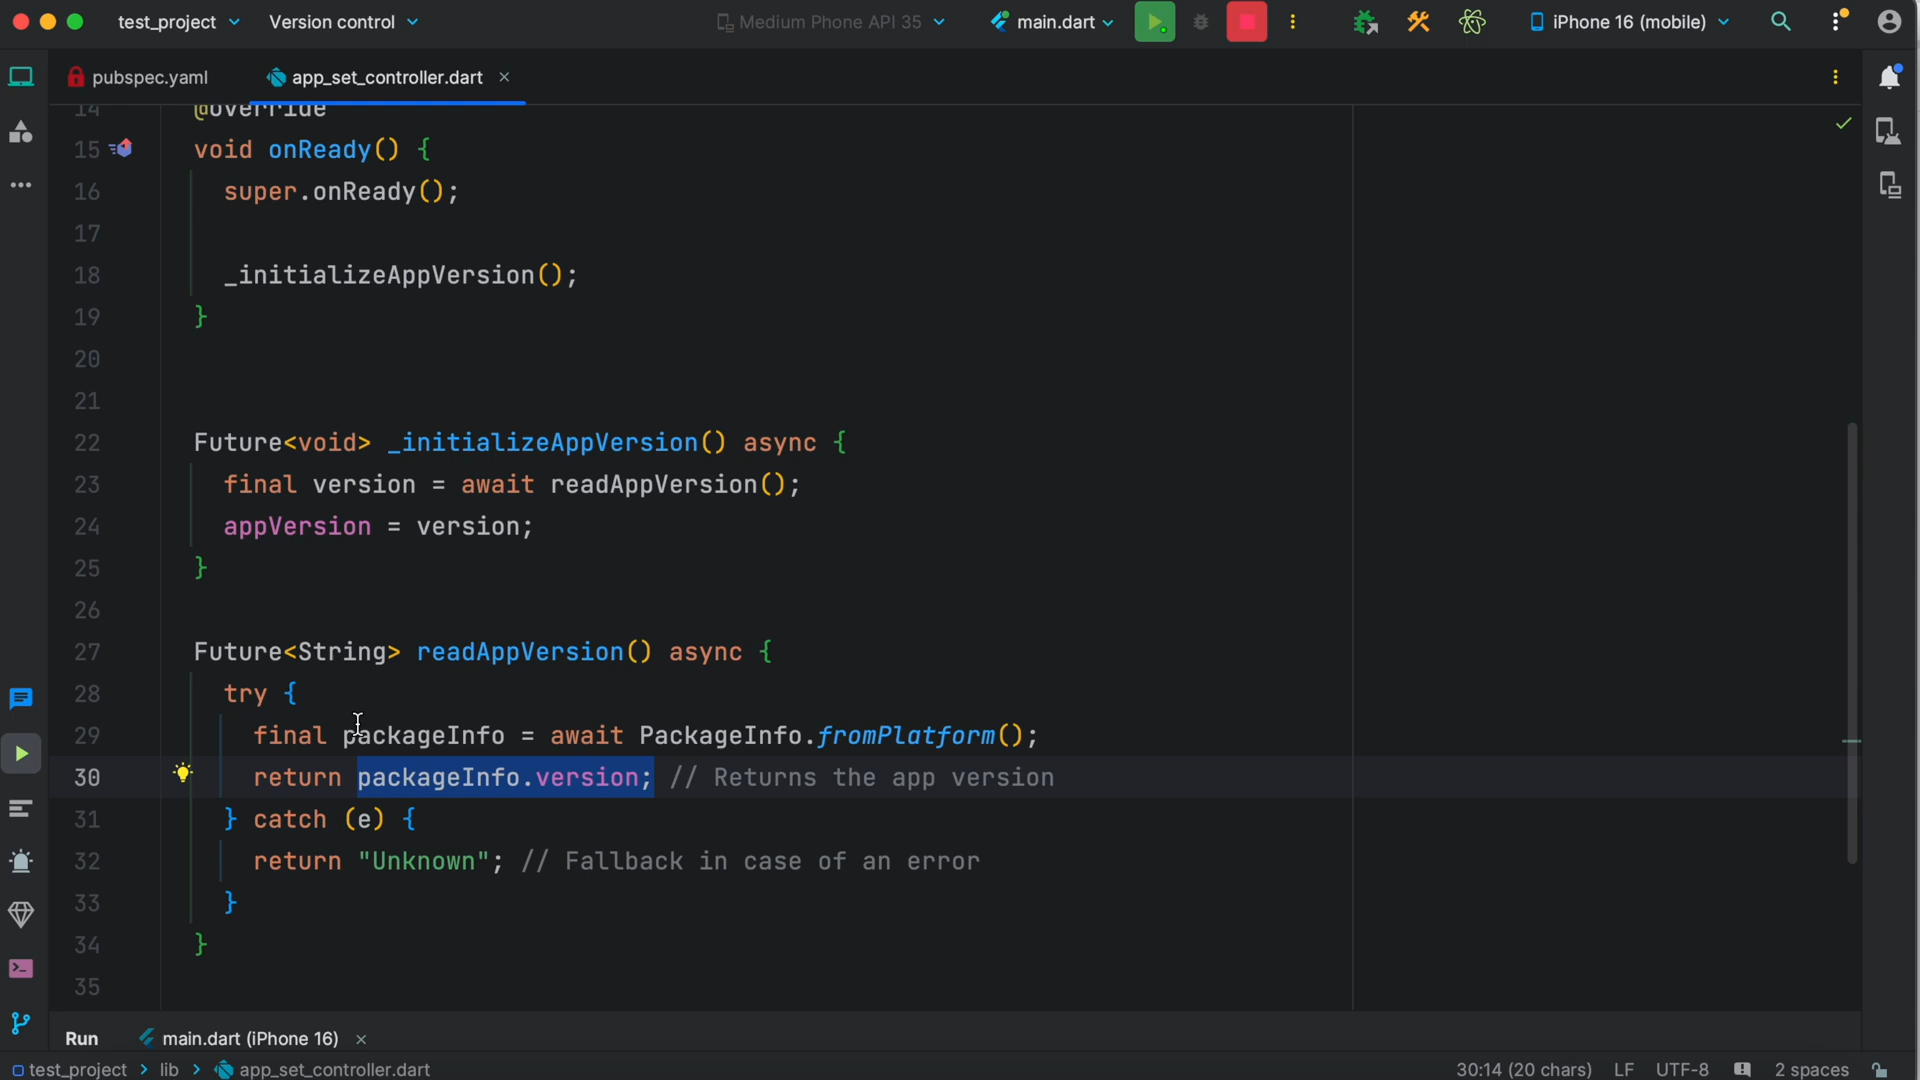 test_project
Version control
Medium Phone API 35
main.dart
iPhone 16 (mobile)
pubspec.yaml
app_set_controller.dart
14 @override
15 void onReady() {
16 super.onReady();
17
18 _initializeAppVersion();
19 }
20
21
22 Future<void> _initializeAppVersion() async {
23 final version = await readAppVersion();
24 appVersion = version;
25 }
26
27 Future<String> readAppVersion() async {
28 try {
29 final packageInfo = await PackageInfo.fromPlatform();
30 return packageInfo.version; // Returns the app version
31 } catch (e) {
32 return "Unknown"; // Fallback in case of an error
33 }
34 }
35
Run main.dart (iPhone 16)
test_project > lib > app_set_controller.dart
30:14 (20 chars) LF UTF-8 2 spaces